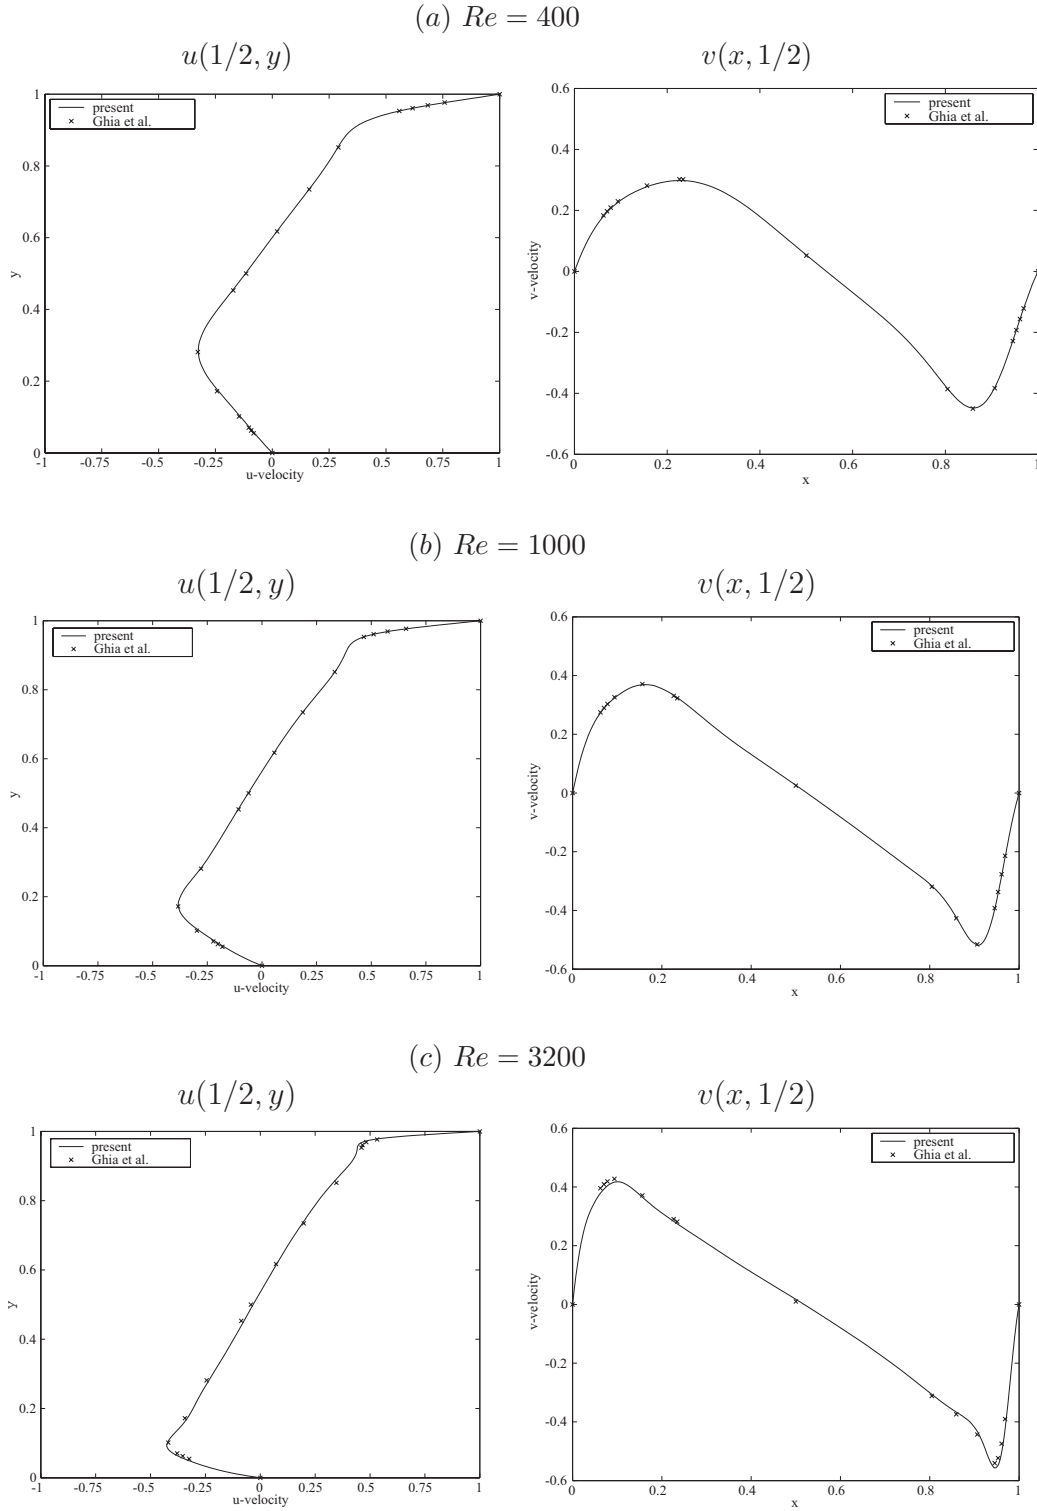 (a) Re = 400
u(1/2, y)
v(x, 1/2)
present
Ghia et al.
1
0.8
0.6
0.4
0.2
0
y
-1
-0.75
-0.5
-0.25
0
0.25
0.5
0.75
1
u-velocity
present
Ghia et al.
0.6
0.4
0.2
0
-0.2
-0.4
-0.6
v-velocity
0
0.2
0.4
0.6
0.8
1
x
(b) Re = 1000
u(1/2, y)
v(x, 1/2)
present
Ghia et al.
1
0.8
0.6
0.4
0.2
0
y
-1
-0.75
-0.5
-0.25
0
0.25
0.5
0.75
1
u-velocity
present
Ghia et al.
0.6
0.4
0.2
0
-0.2
-0.4
-0.6
v-velocity
0
0.2
0.4
0.6
0.8
1
x
(c) Re = 3200
u(1/2, y)
v(x, 1/2)
present
Ghia et al.
1
0.8
0.6
0.4
0.2
0
y
-1
-0.75
-0.5
-0.25
0
0.25
0.5
0.75
1
u-velocity
present
Ghia et al.
0.6
0.4
0.2
0
-0.2
-0.4
-0.6
v-velocity
0
0.2
0.4
0.6
0.8
1
x